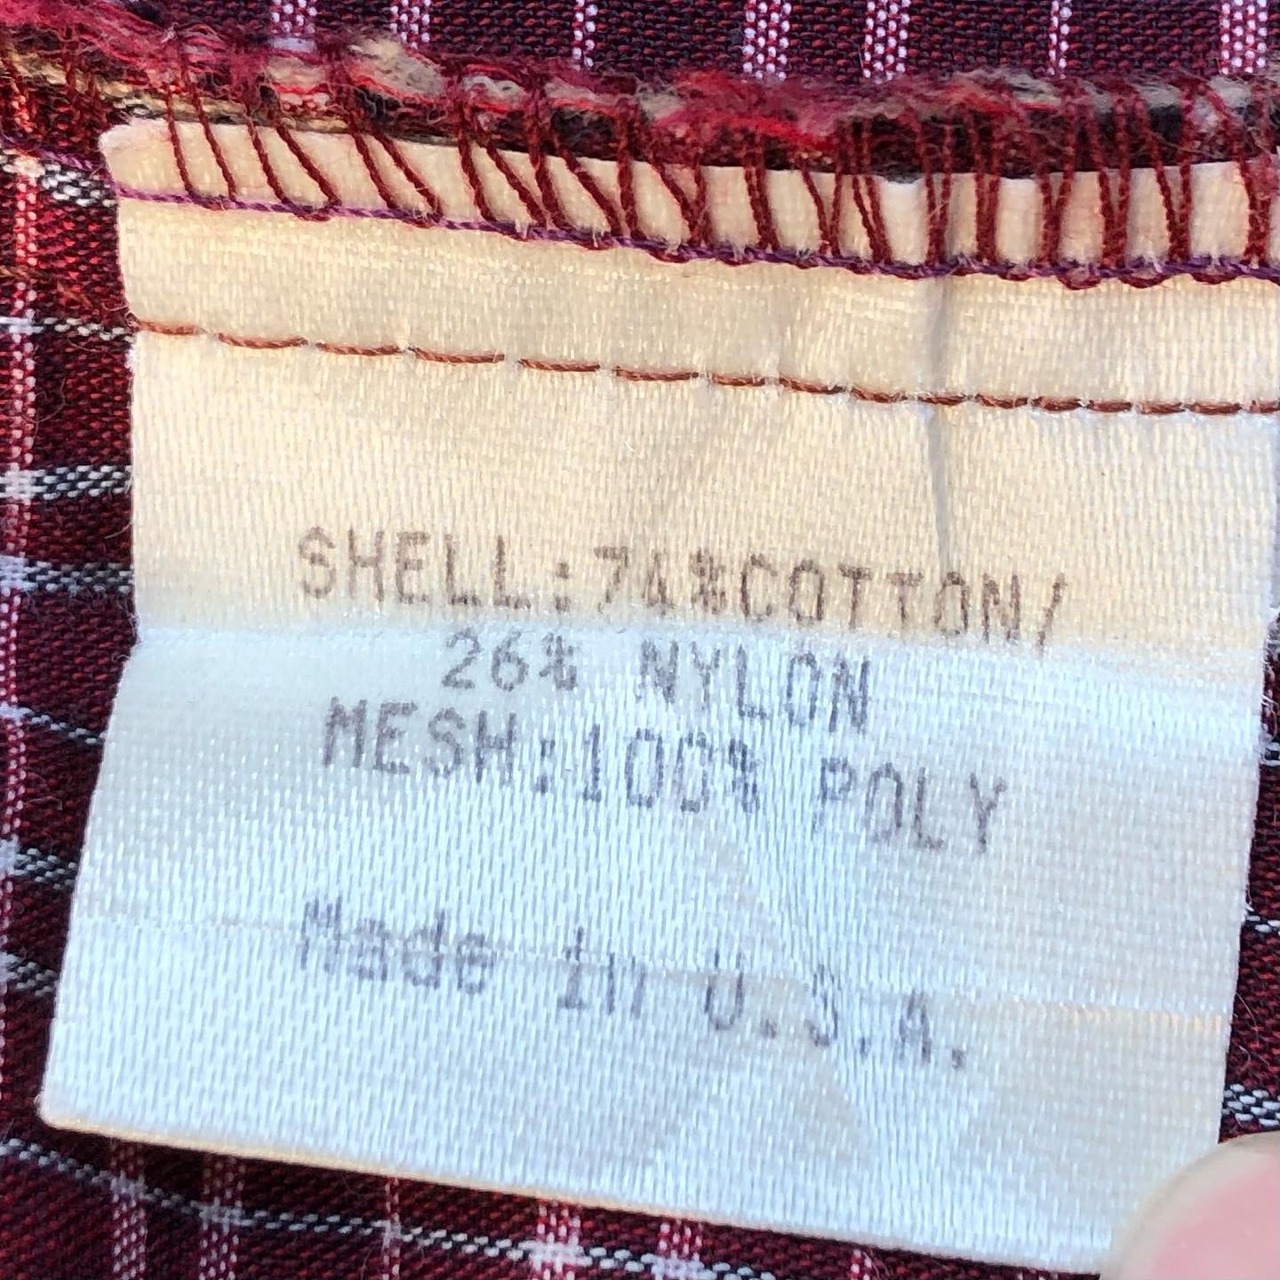 SHELL:74%COTTON/
26% NYLON
MESH:100% POLY
Made in U.S.A.